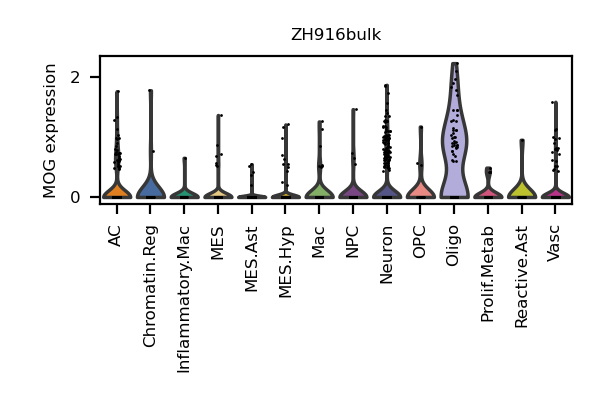 ZH916bulk
MOG expression
2
0
AC
Chromatin.Reg
Inflammatory.Mac
MES
MES.Ast
MES.Hyp
Mac
NPC
Neuron
OPC
Oligo
Prolif.Metab
Reactive.Ast
Vasc